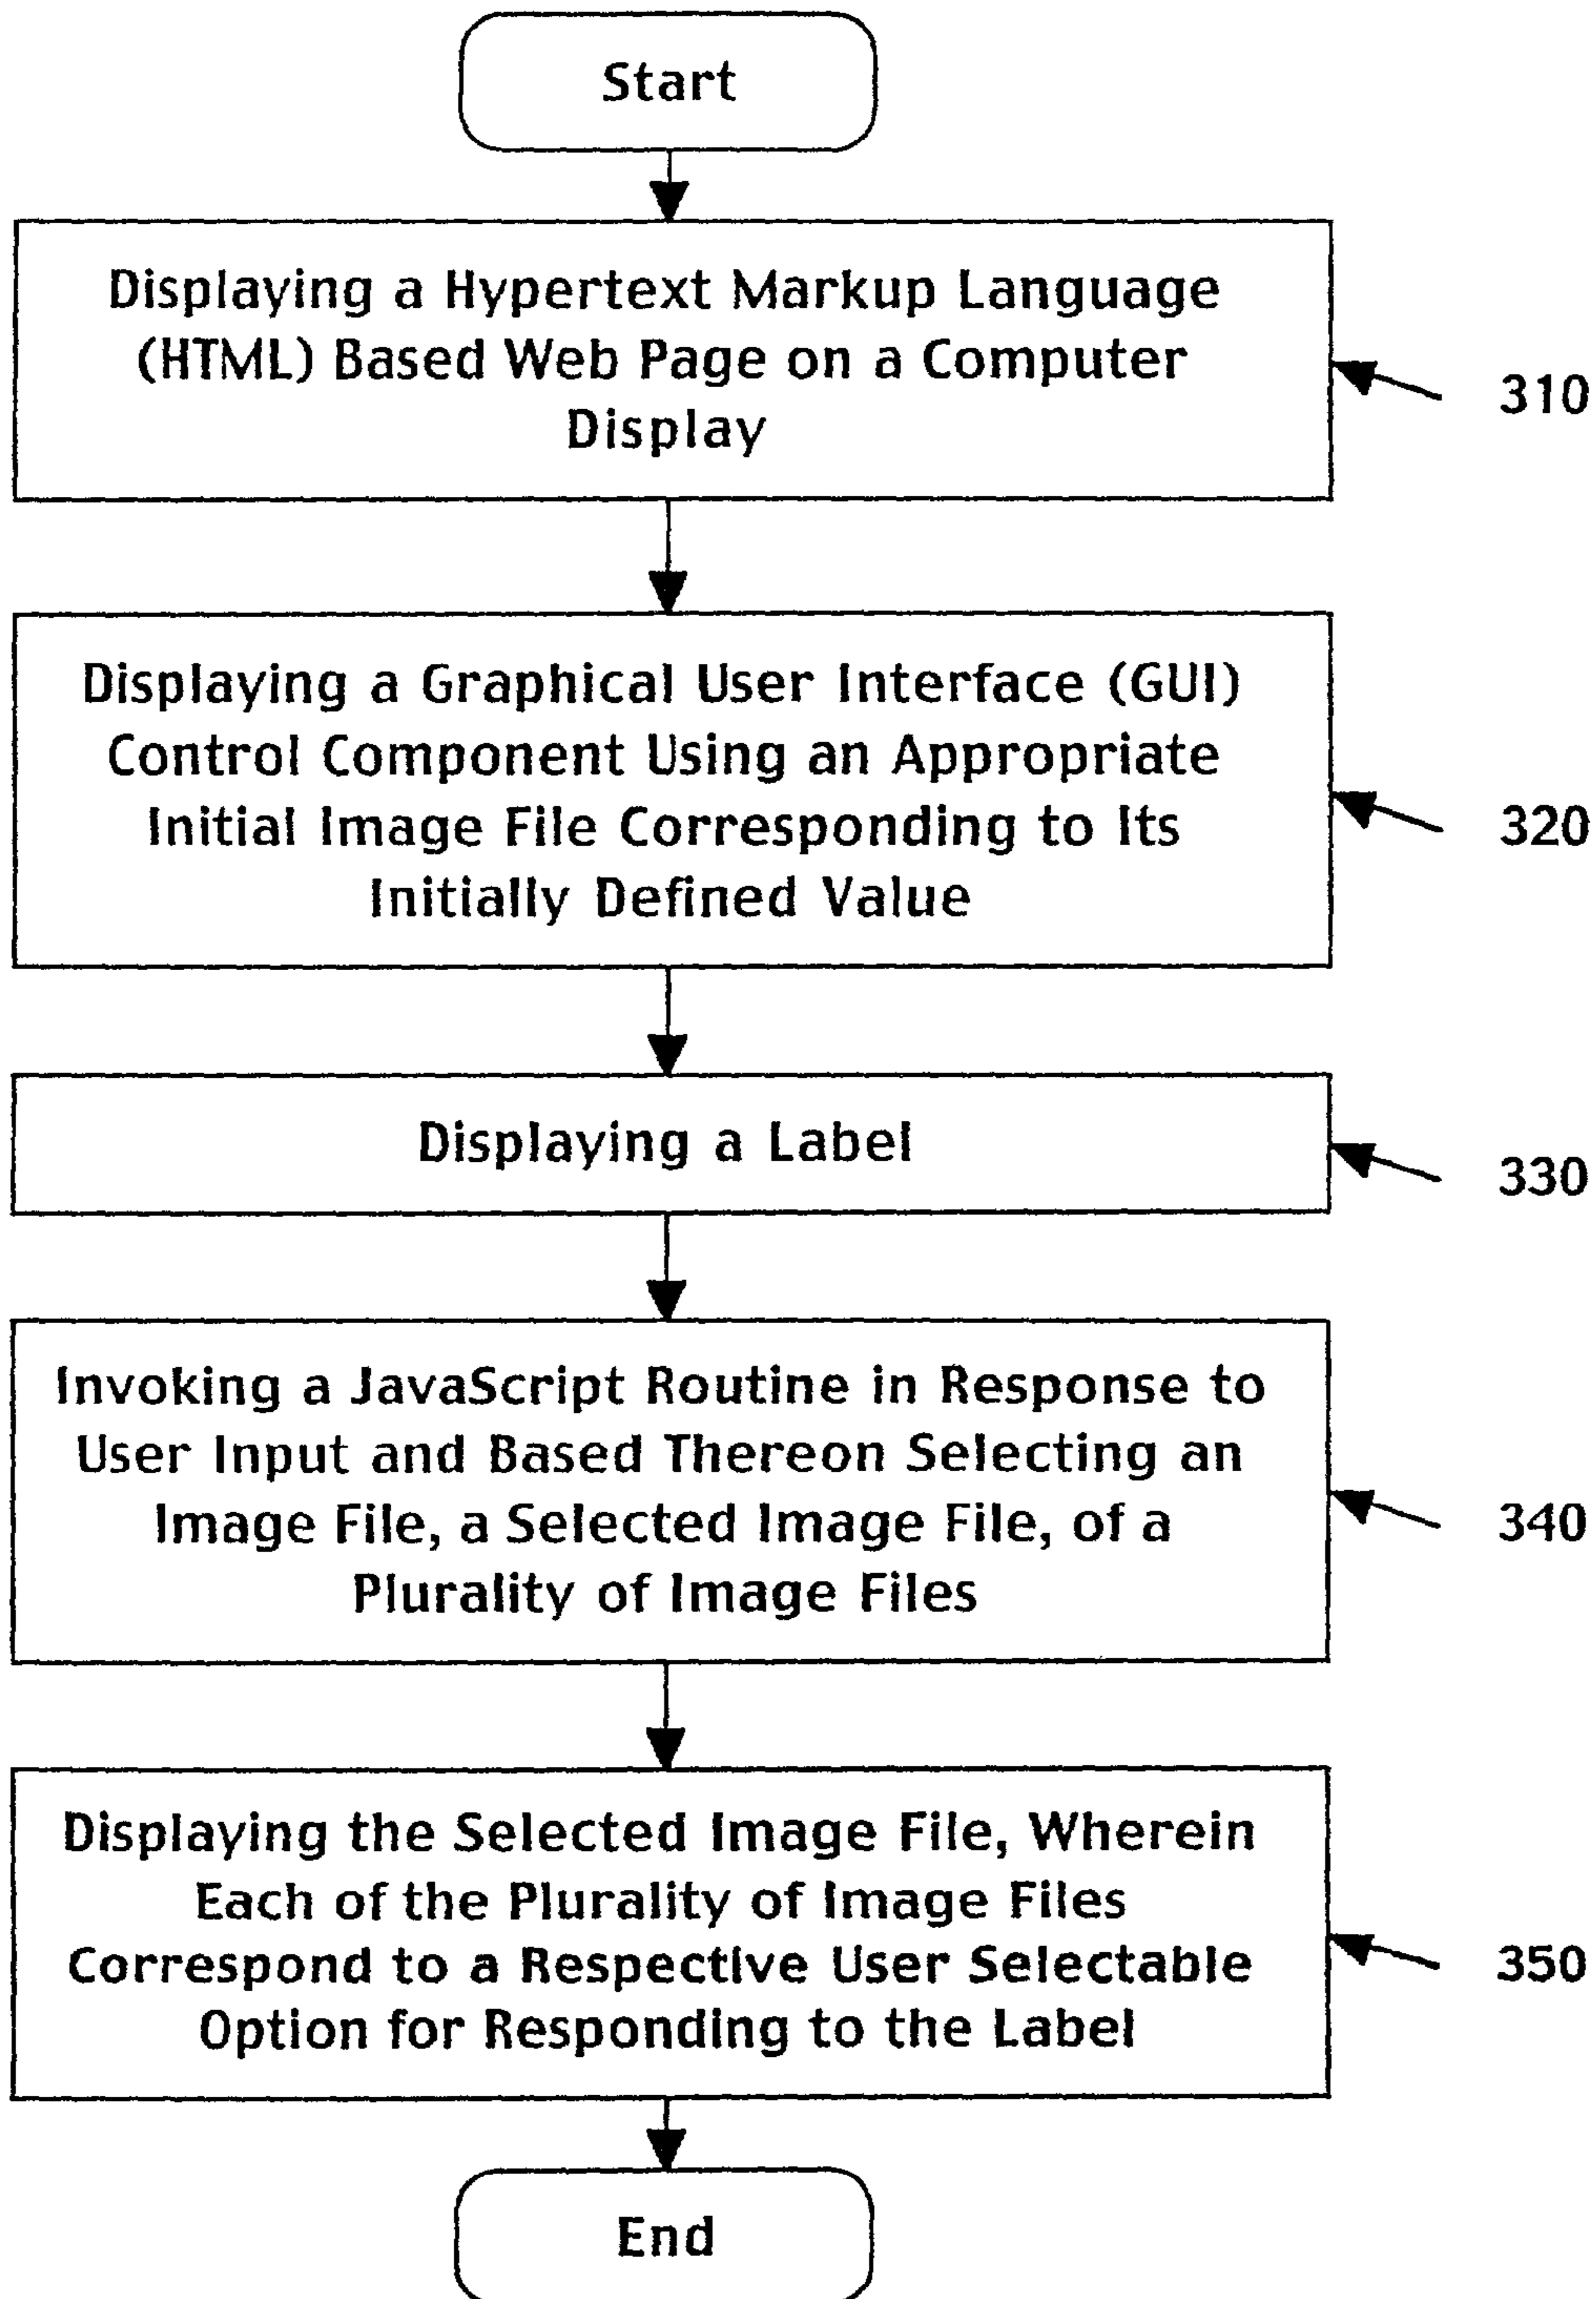 Start
Displaying a Hypertext Markup Language
(HTML) Based Web Page on a Computer
Display
310
Displaying a Graphical User Interface (GUI)
Control Component Using an Appropriate
Initial Image File Corresponding to Its
Initially Defined Value
320
Displaying a Label
330
Invoking a JavaScript Routine in Response to
User Input and Based Thereon Selecting an
Image File, a Selected Image File, of a
Plurality of Image Files
340
Displaying the Selected Image File, Wherein
Each of the Plurality of Image Files
Correspond to a Respective User Selectable
Option for Responding to the Label
350
End